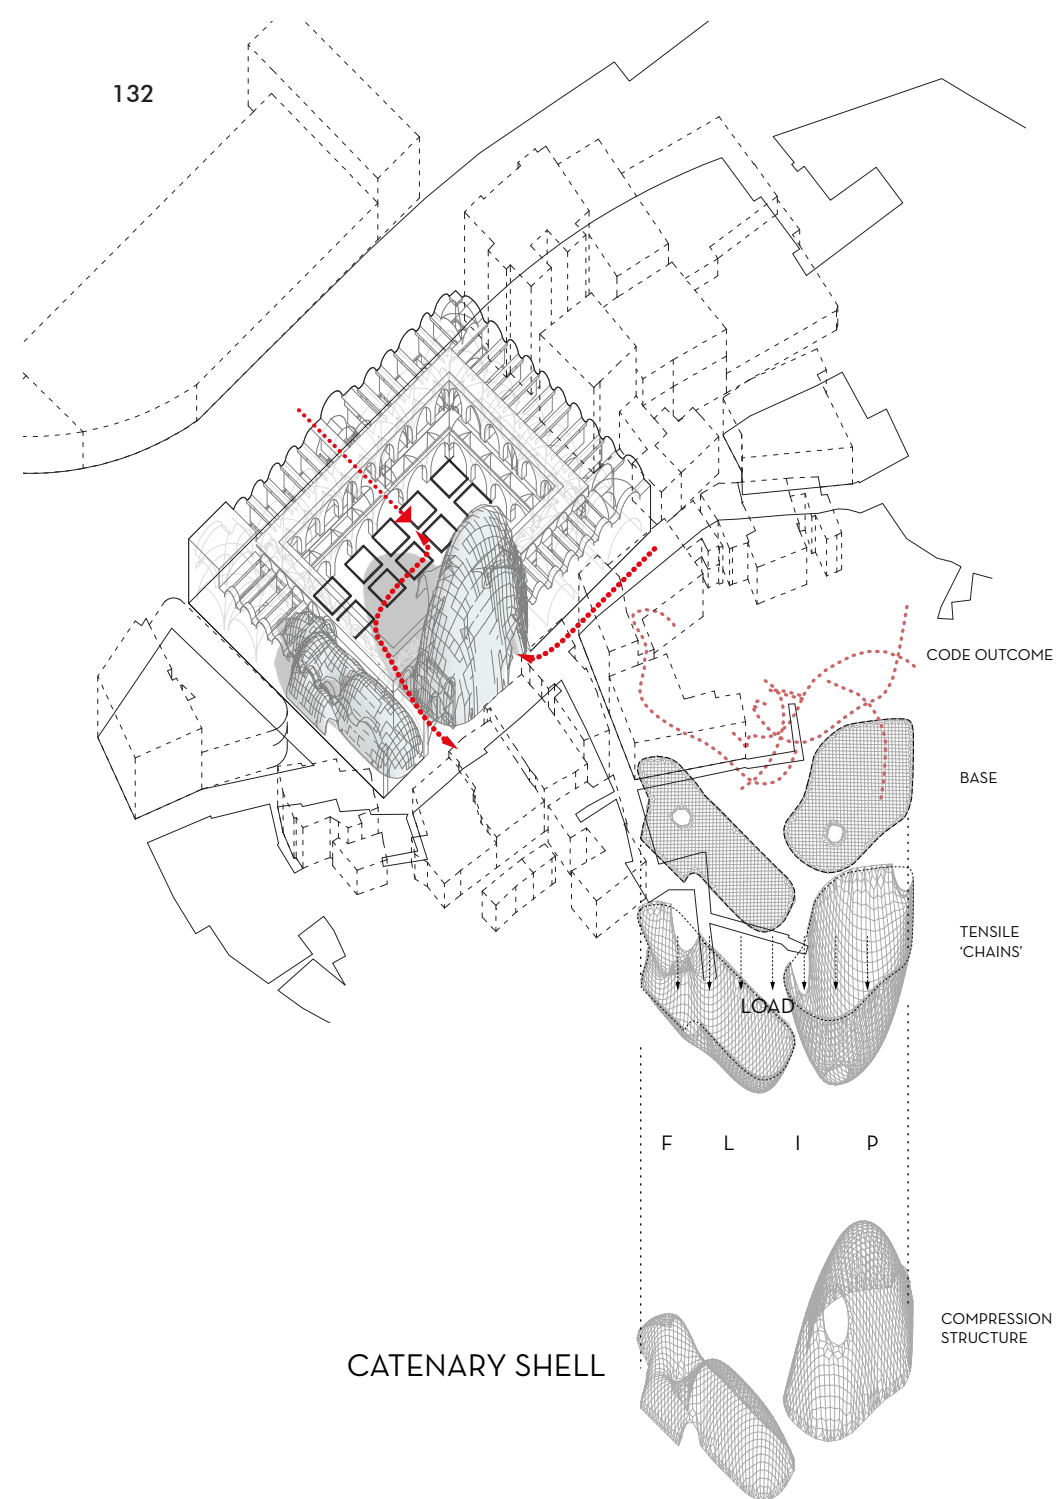 132
CODE OUTCOME
BASE
TENSILE
‘CHAINS’
LOAD
F L I P
COMPRESSION
STRUCTURE
CATENARY SHELL